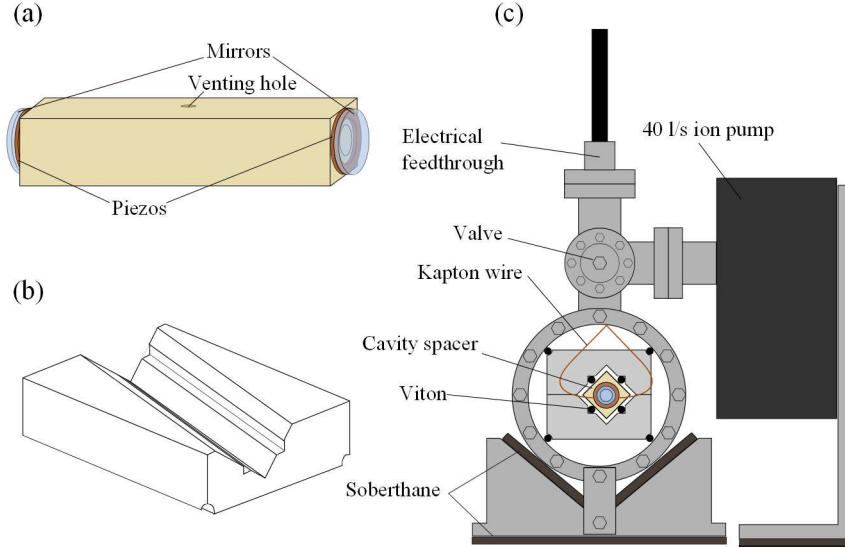 (a)
Mirrors
Venting hole
Piezos
(b)
(c)
Electrical
feedthrough
40 l/s ion pump
Valve
Kapton wire
Cavity spacer
Viton
Soberthane